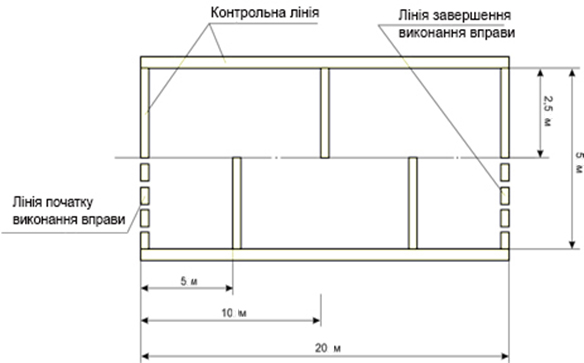 Контрольна лінія
Лінія завершення
виконання вправи
2,5 м
5 м
Лінія початку
виконання вправи
5 м
10 м
20 м